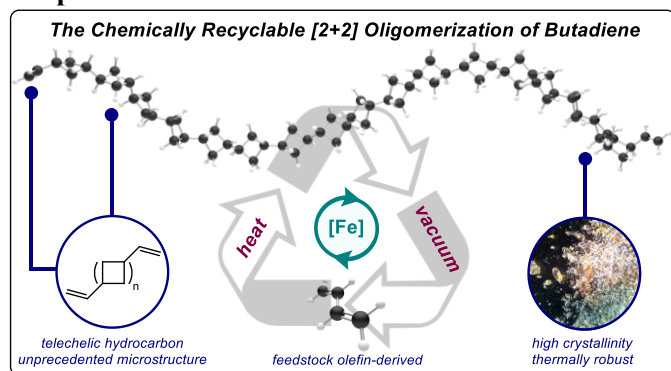 The Chemically Recyclable [2+2] Oligomerization of Butadiene
heat
[Fe]
vacuum
n
telechelic hydrocarbon
unprecedented microstructure
feedstock olefin-derived
high crystallinity
thermally robust